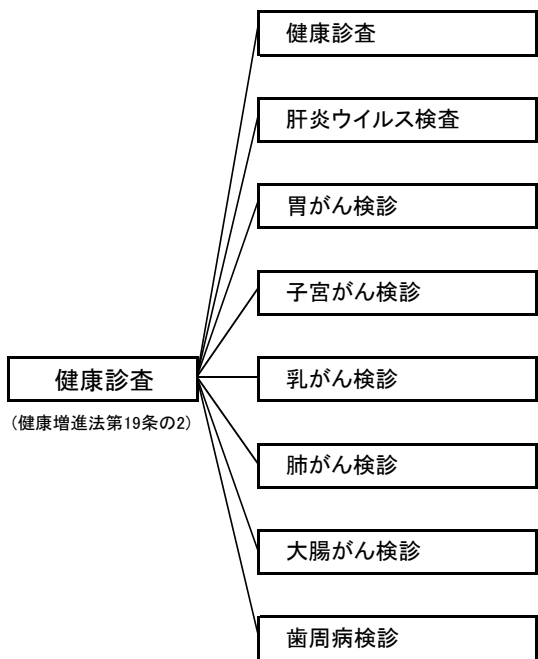 健康診査
肝炎ウイルス検査
胃がん検診
子宮がん検診
健康診査
(健康増進法第19条の2)
乳がん検診
肺がん検診
大腸がん検診
歯周病検診